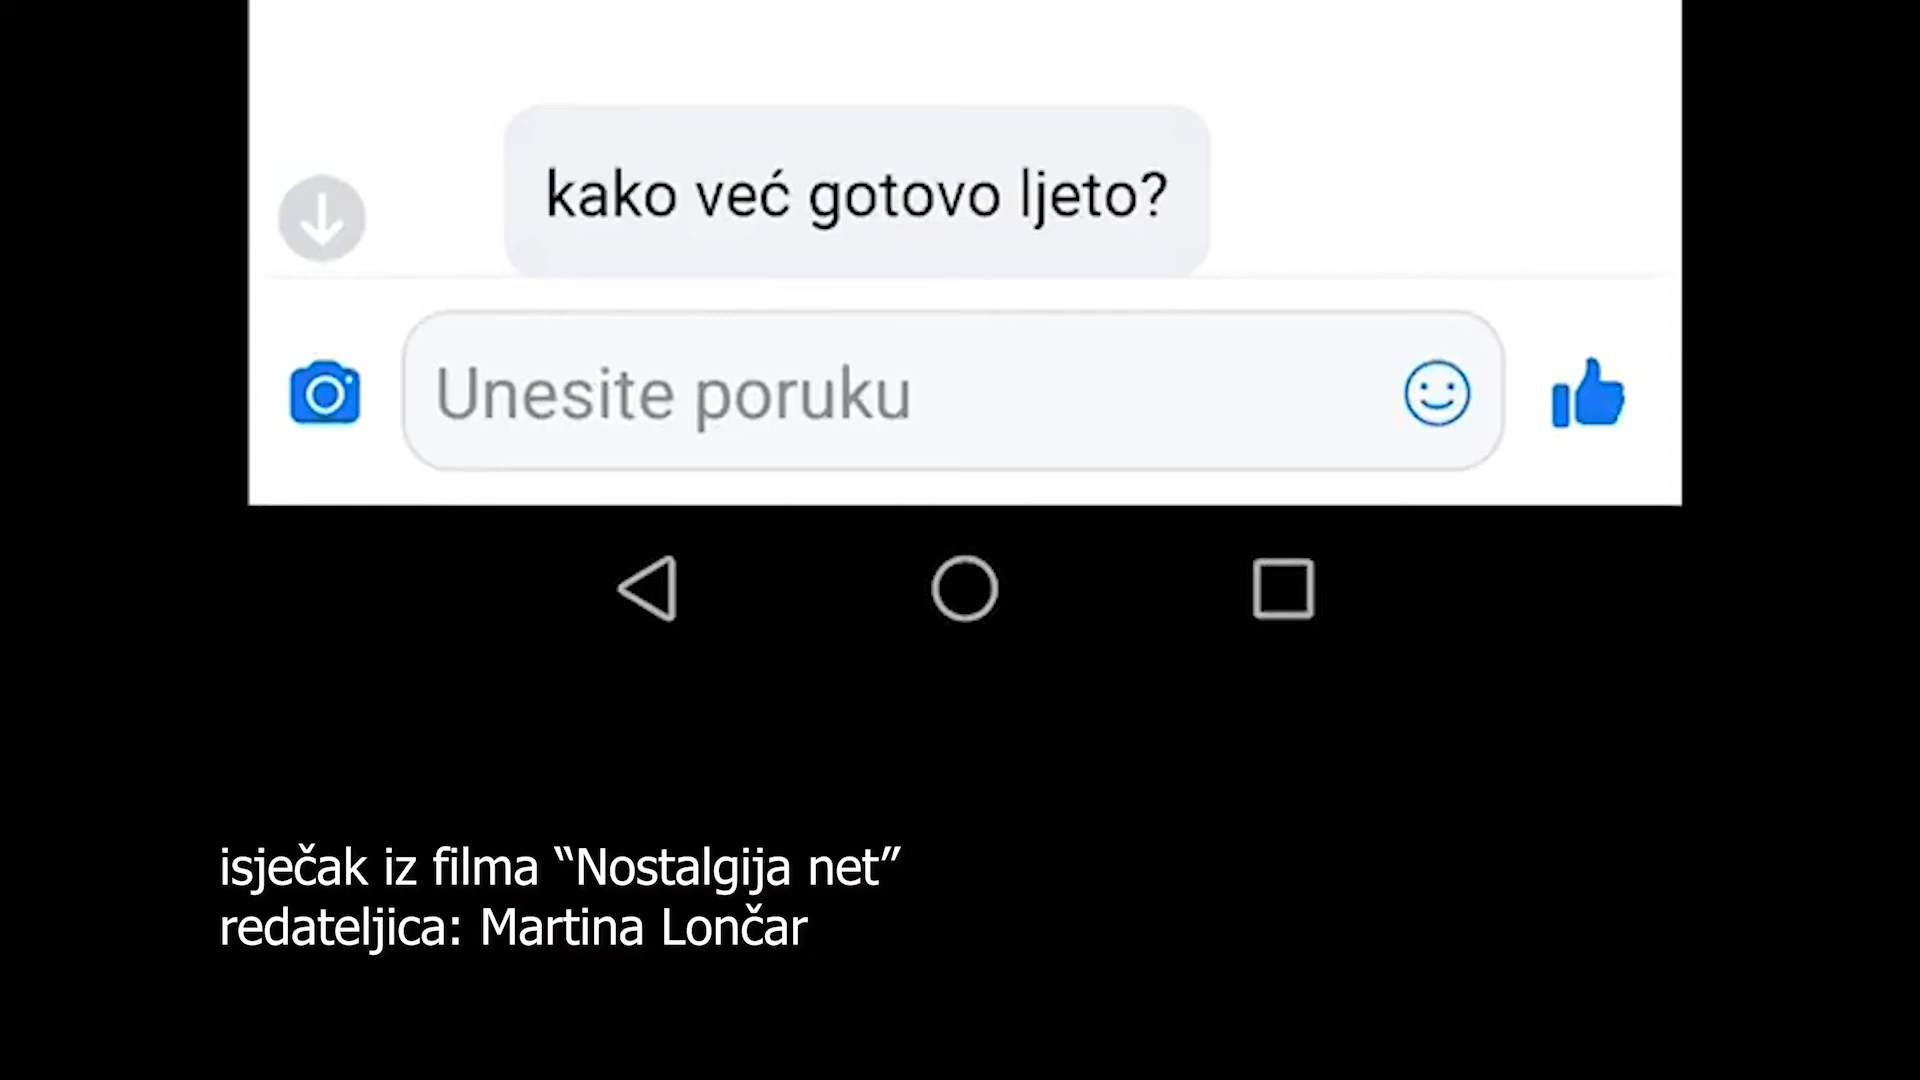 kako već gotovo ljeto?
Unesite poruku
isječak iz filma “Nostalgija net”
redateljica: Martina Lončar